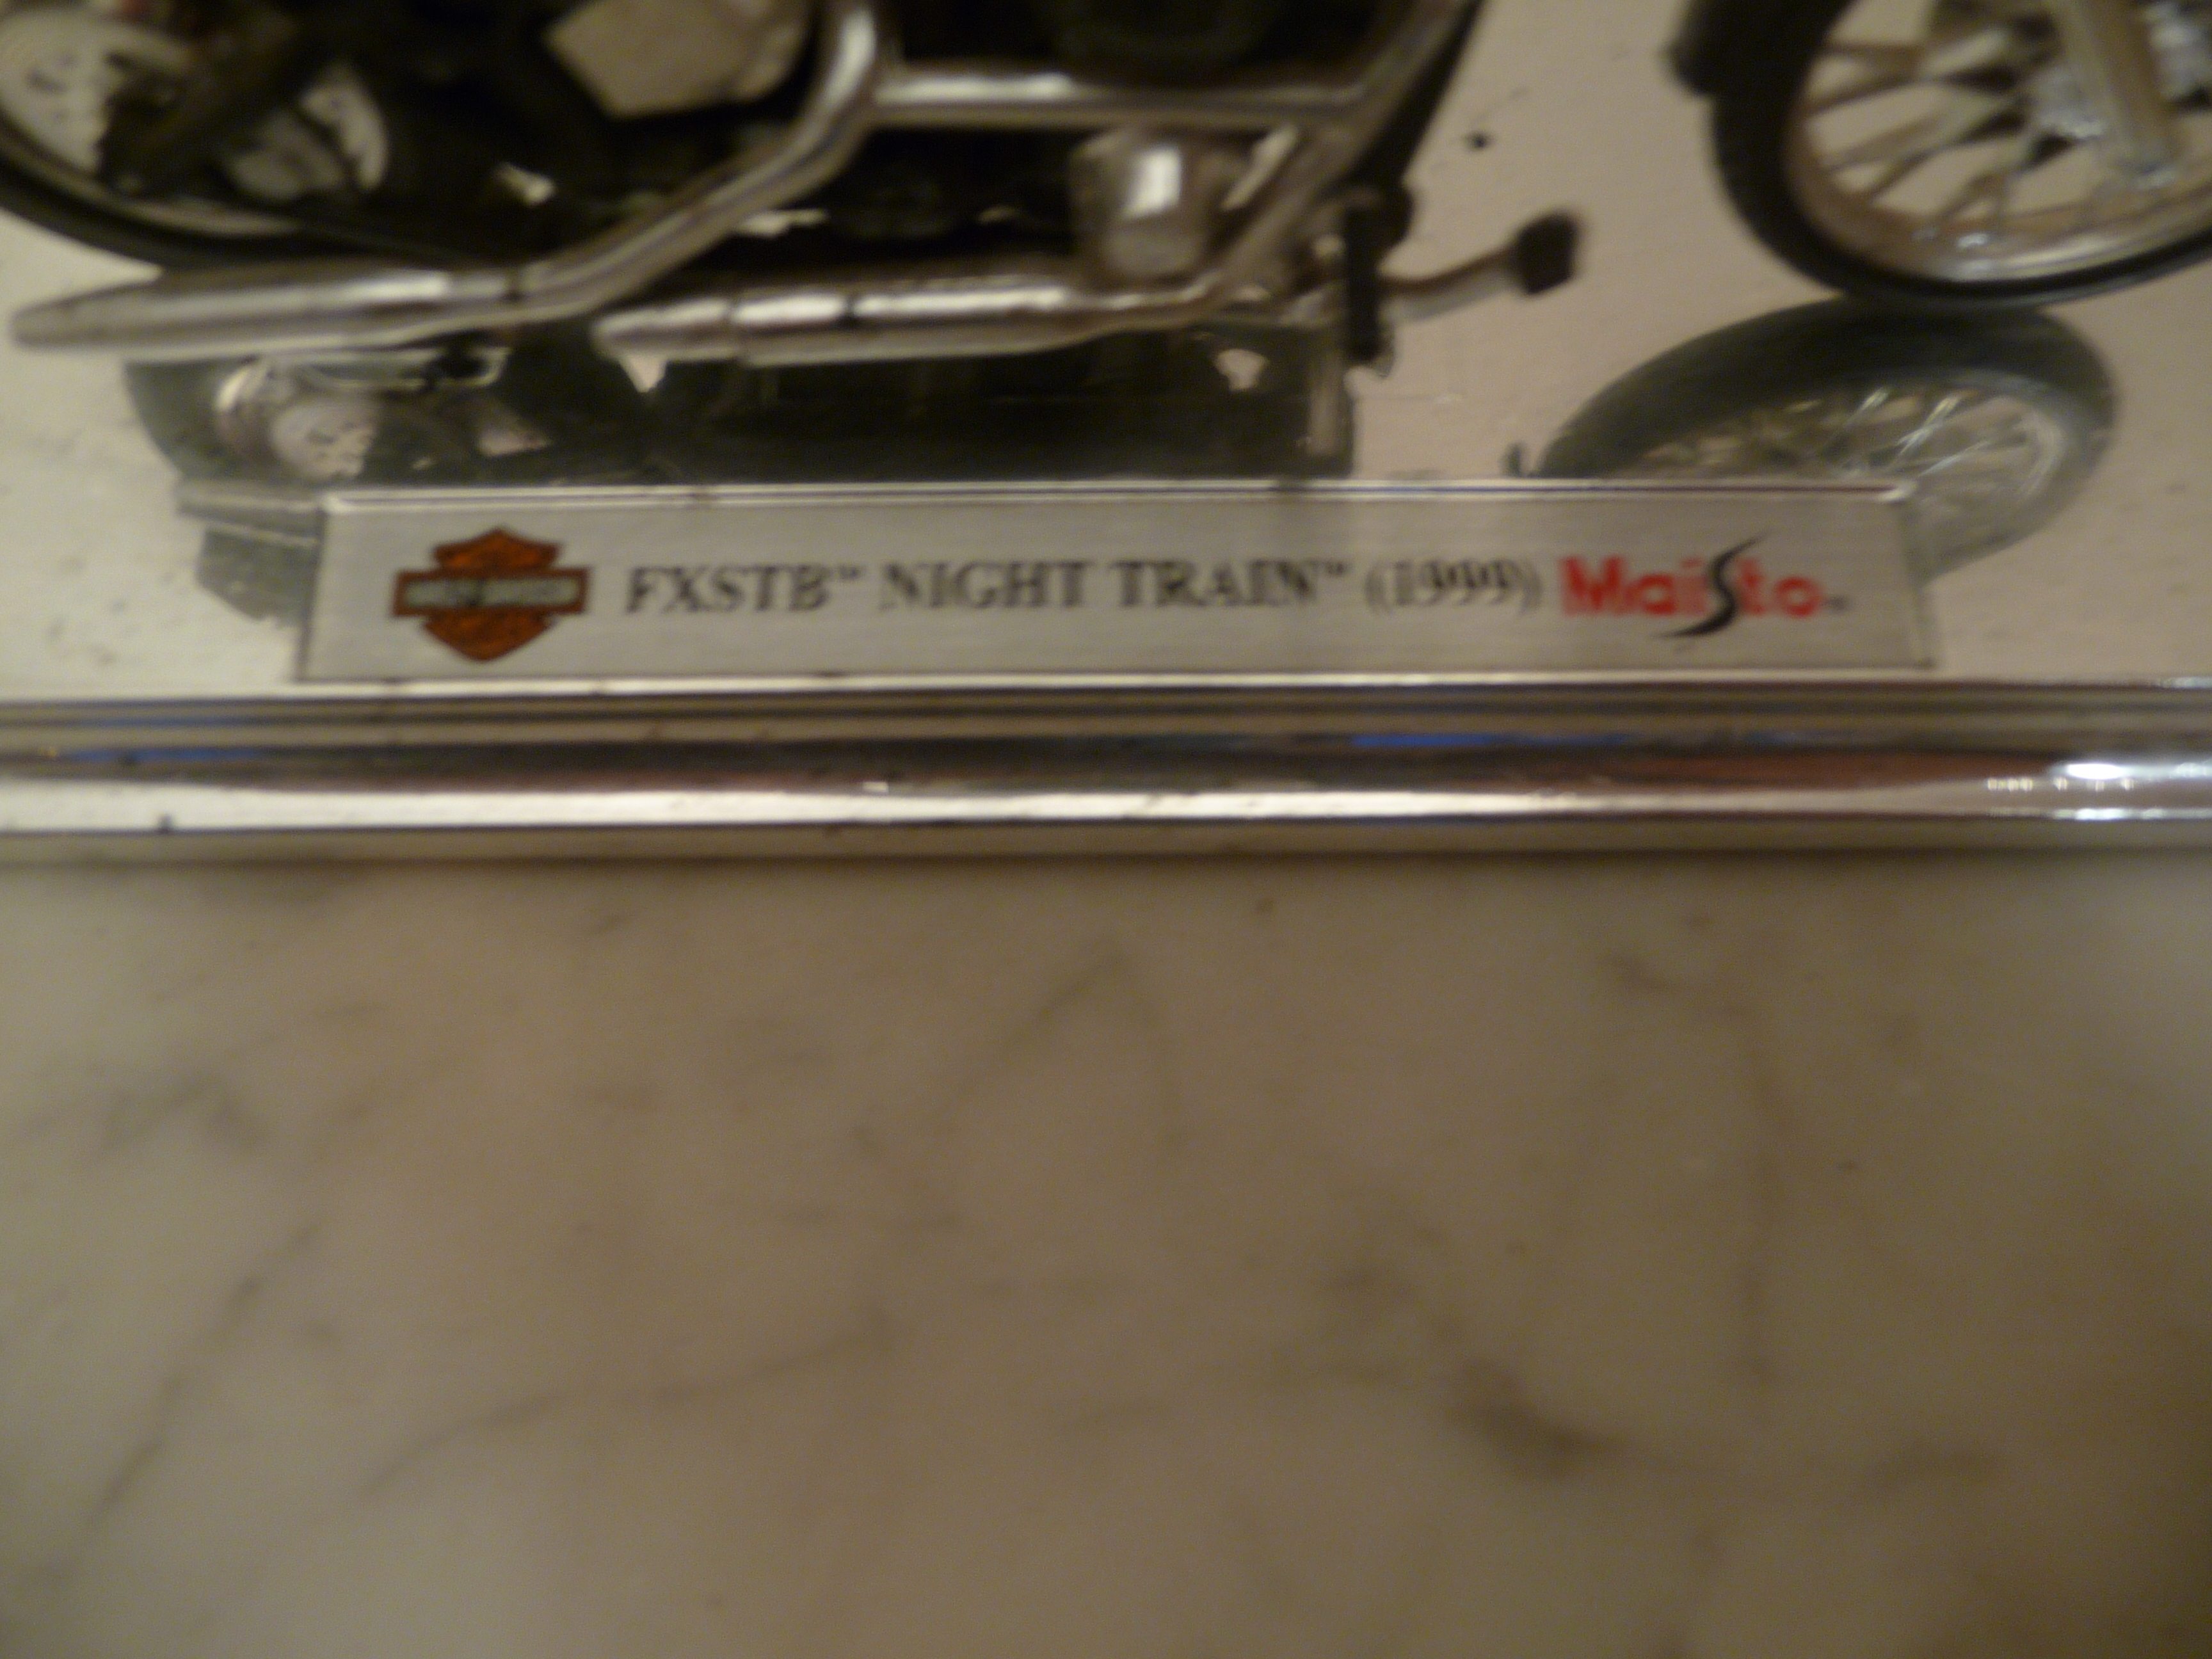 FXSTB™ NIGHT TRAIN™ (1999) Maisto